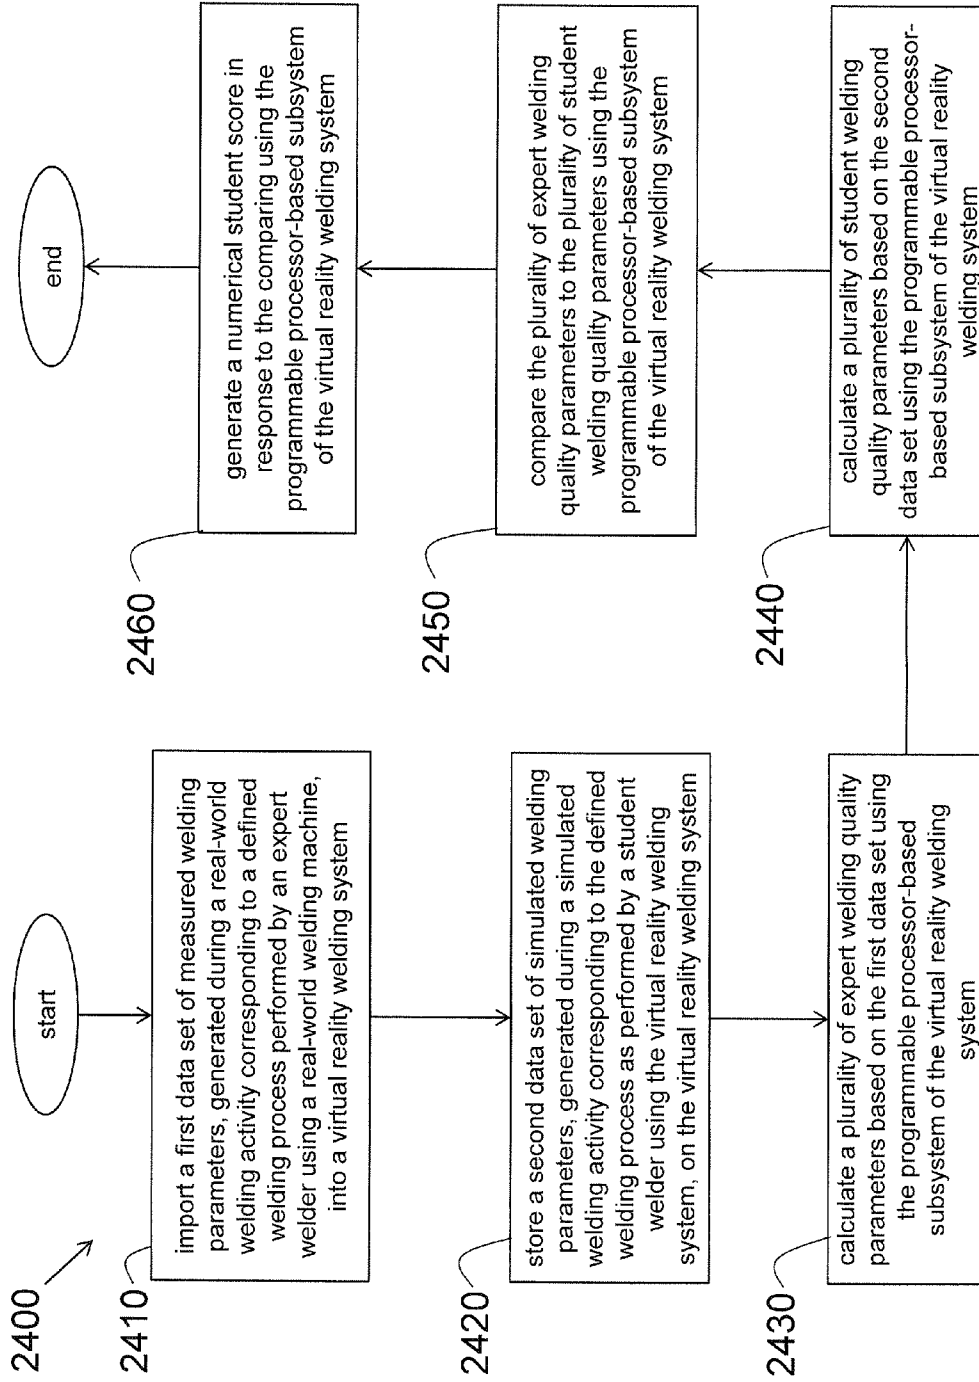 2400
start
2410
import a first data set of measured welding
parameters, generated during a real-world
welding activity corresponding to a defined
welding process performed by an expert
welder using a real-world welding machine,
into a virtual reality welding system
2420
store a second data set of simulated welding
parameters, generated during a simulated
welding activity corresponding to the defined
welding process as performed by a student
welder using the virtual reality welding
system, on the virtual reality welding system
2430
calculate a plurality of expert welding quality
parameters based on the first data set using
the programmable processor-based
subsystem of the virtual reality welding
system
2440
calculate a plurality of student welding
quality parameters based on the second
data set using the programmable processor-
based subsystem of the virtual reality
welding system
2450
compare the plurality of expert welding
quality parameters to the plurality of student
welding quality parameters using the
programmable processor-based subsystem
of the virtual reality welding system
2460
generate a numerical student score in
response to the comparing using the
programmable processor-based subsystem
of the virtual reality welding system
end